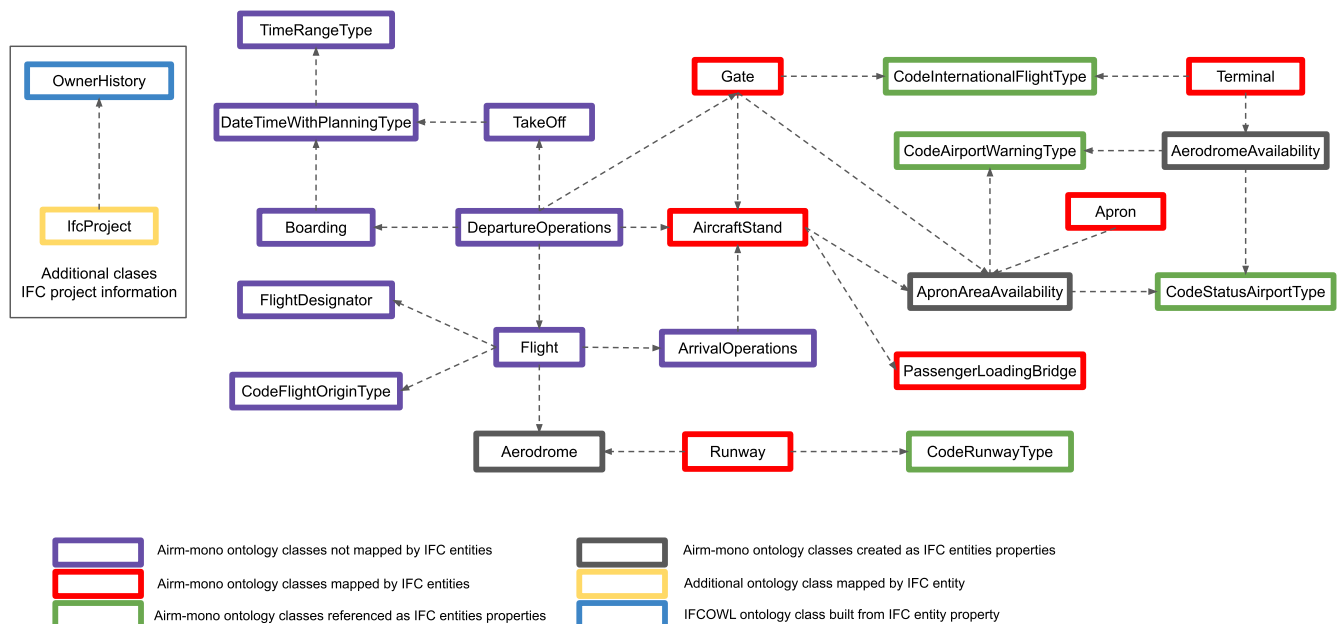 TimeRangeType
OwnerHistory
Gate
CodeInternationalFlightType
Terminal
DateTimeWithPlanningType
TakeOff
CodeAirportWarningType
AerodromeAvailability
IfcProject
Boarding
DepartureOperations
AircraftStand
Apron
Additional clases
IFC project information
FlightDesignator
ApronAreaAvailability
CodeStatusAirportType
Flight
ArrivalOperations
PassengerLoadingBridge
CodeFlightOriginType
Aerodrome
Runway
CodeRunwayType
Airm-mono ontology classes not mapped by IFC entities
Airm-mono ontology classes created as IFC entities properties
Airm-mono ontology classes mapped by IFC entities
Additional ontology class mapped by IFC entity
Airm-mono ontology classes referenced as IFC entities properties
IFCOWL ontology class built from IFC entity property